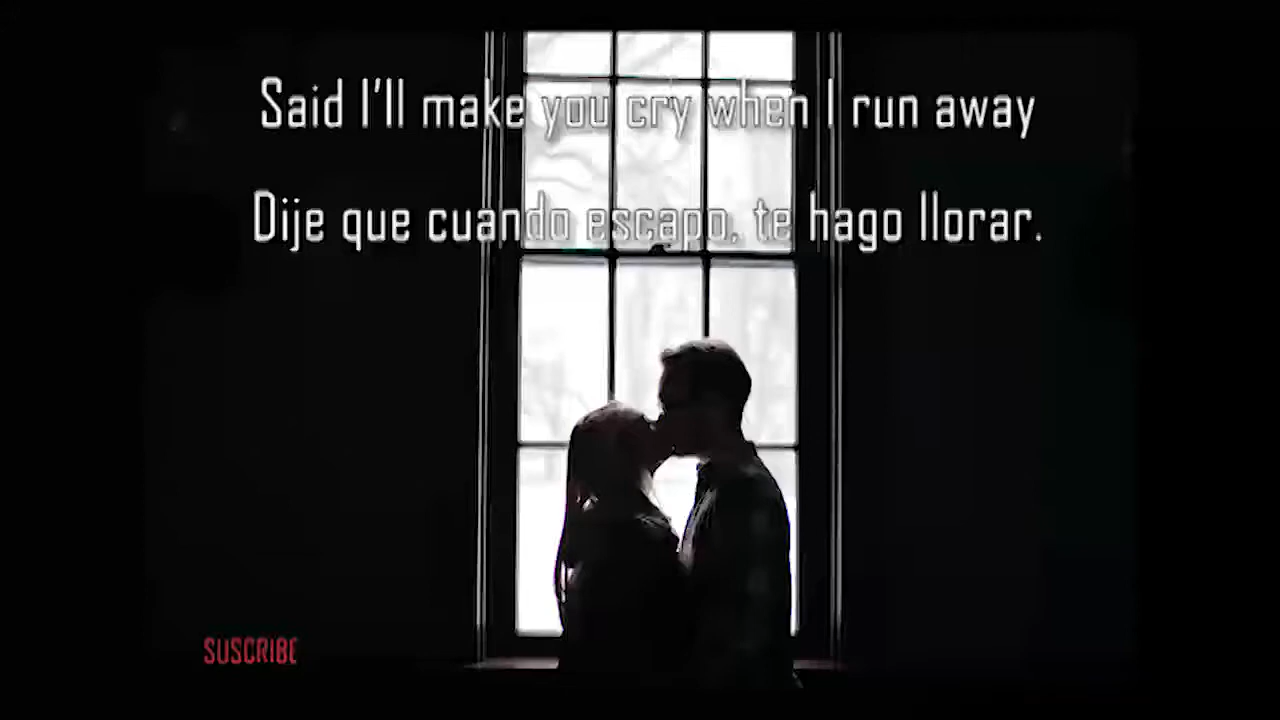 Said I'll make you cry when I run away
Dije que cuando escapo, te hago llorar.
SUSCRIBE